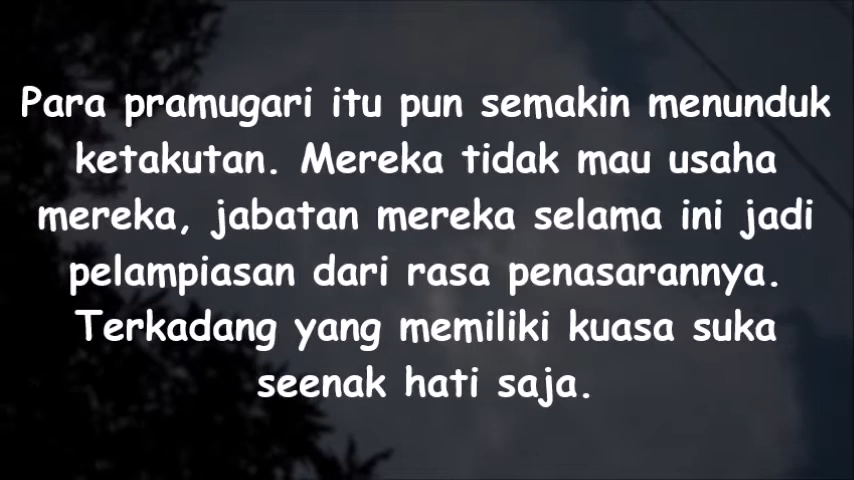 Para pramugari itu pun semakin menunduk
ketakutan. Mereka tidak mau usaha
mereka, jabatan mereka selama ini jadi
pelampiasan dari rasa penasarannya.
Terkadang yang memiliki kuasa suka
seenak hati saja.